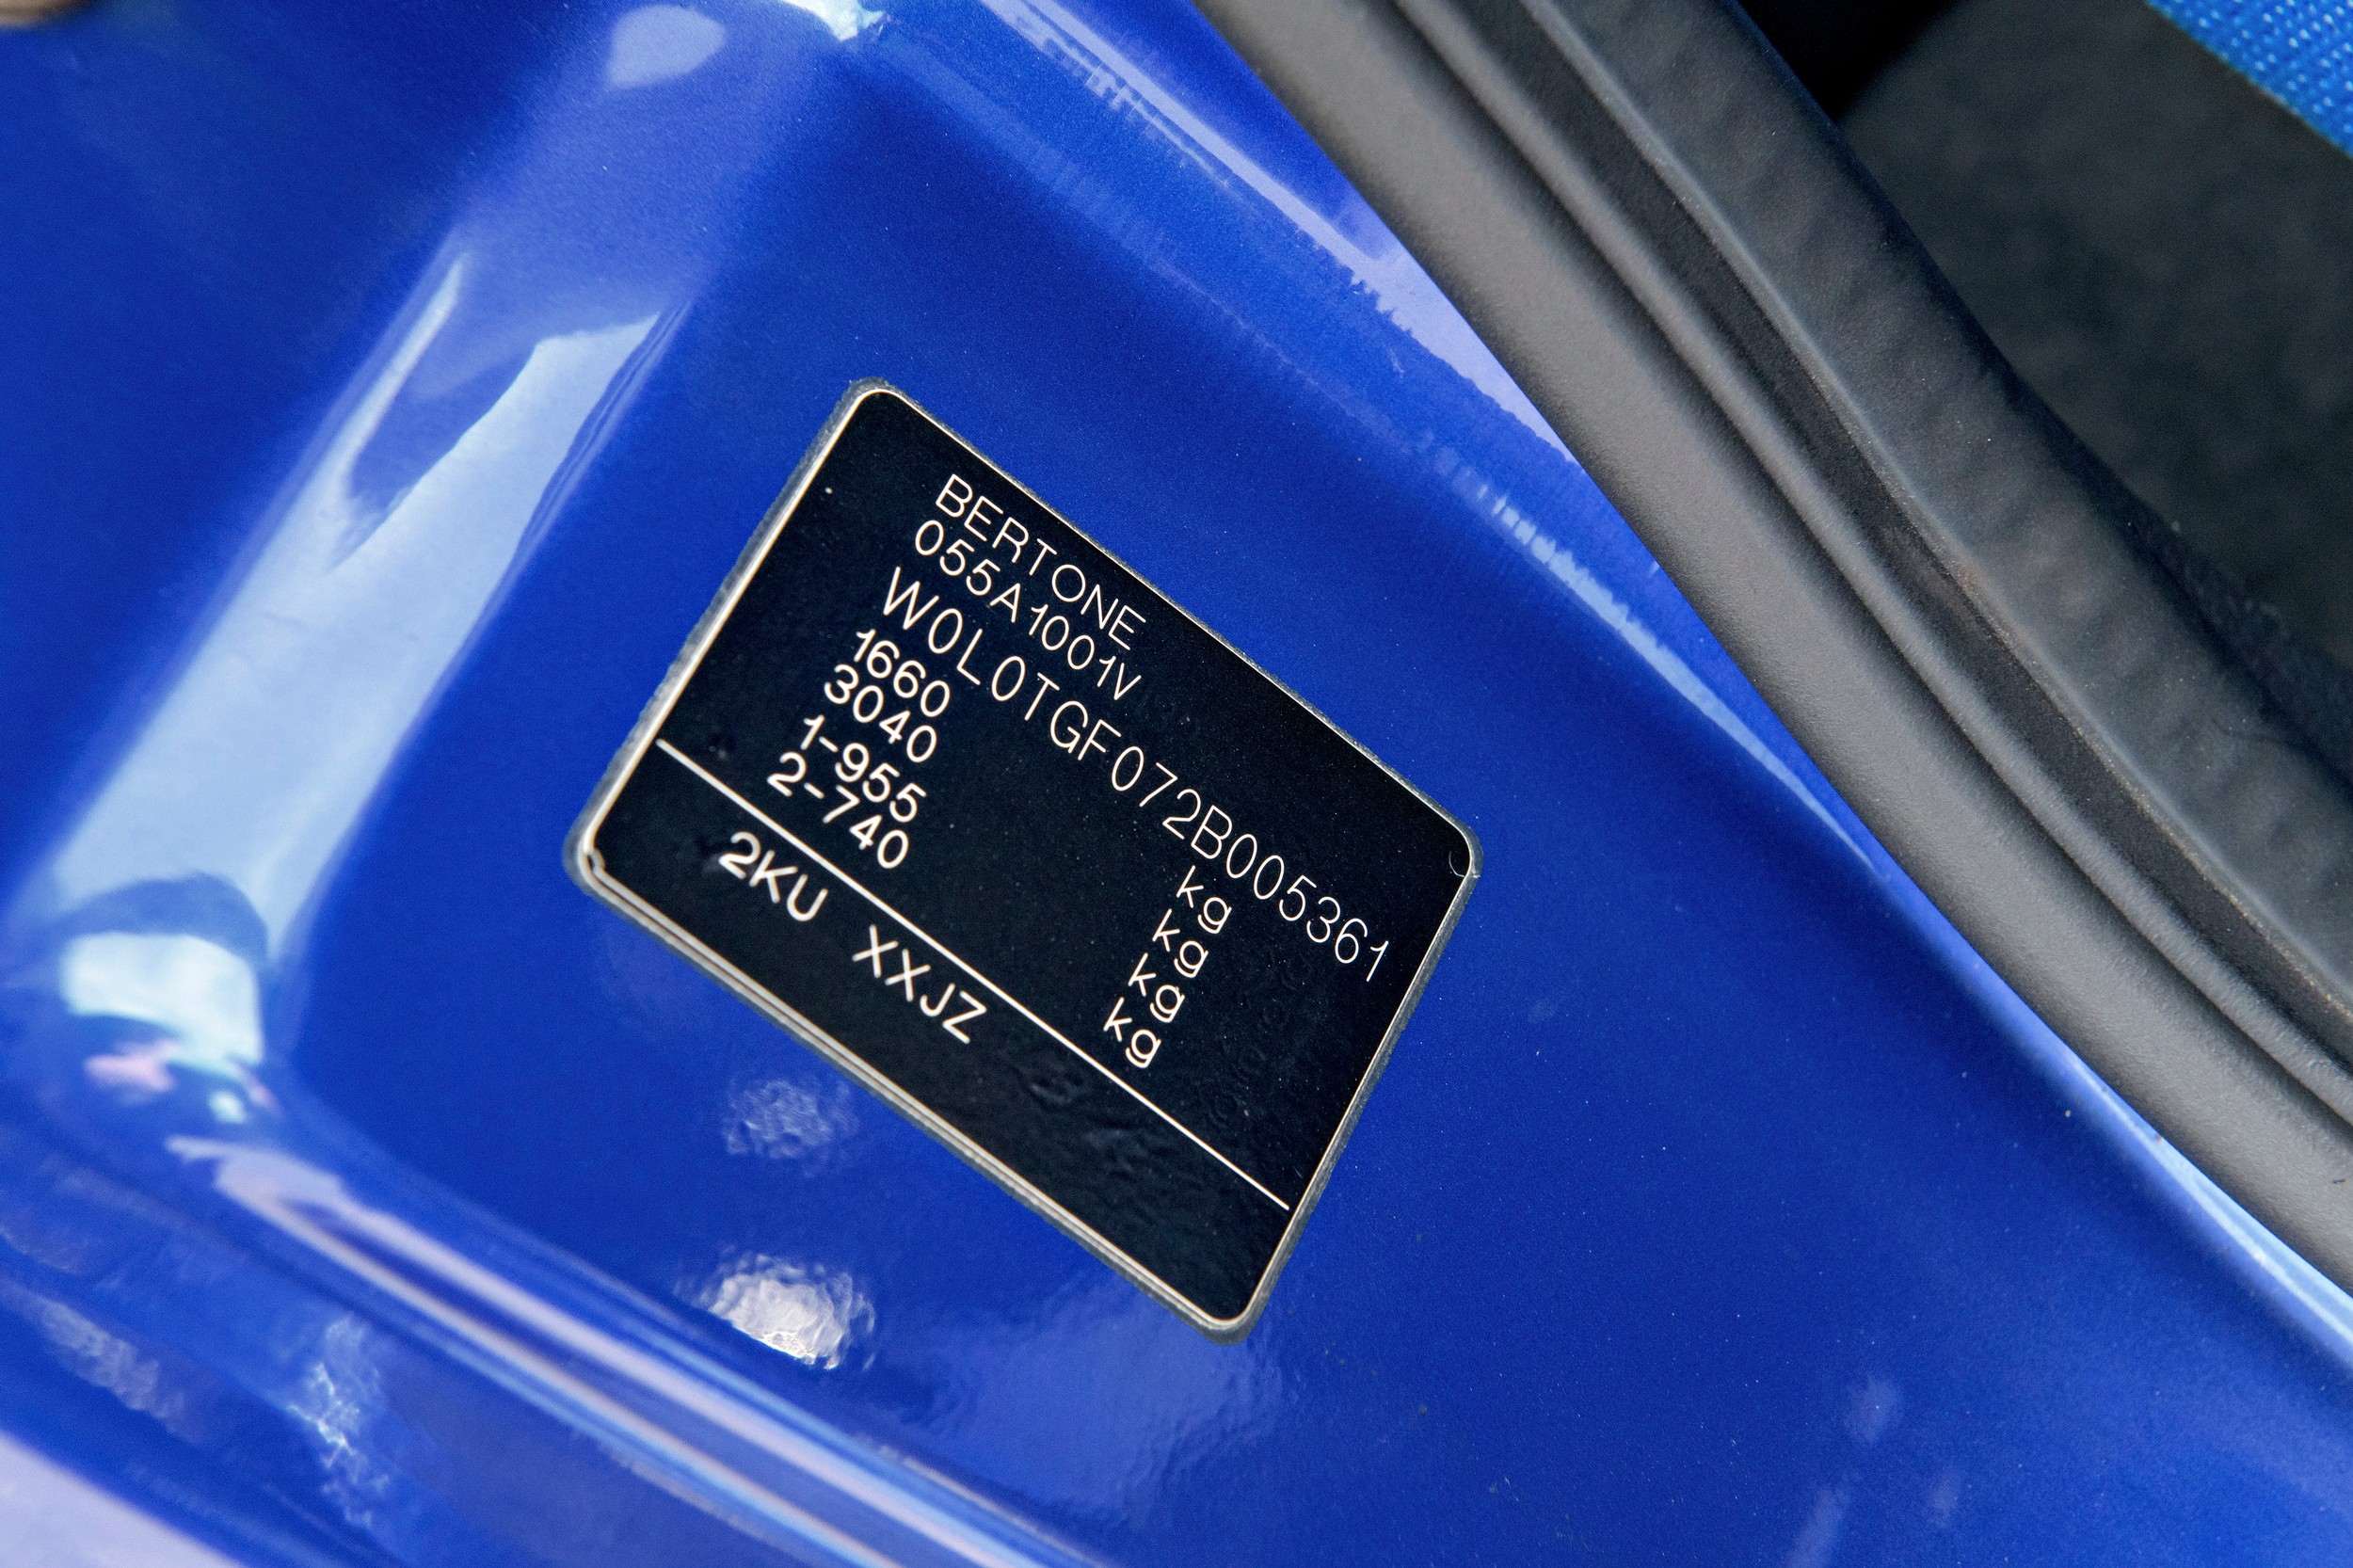 BERTONE
055A1001V
W0L0TGF072B005361
1660 kg
3040 kg
1-955 kg
2-740 kg
2KU XXJZ